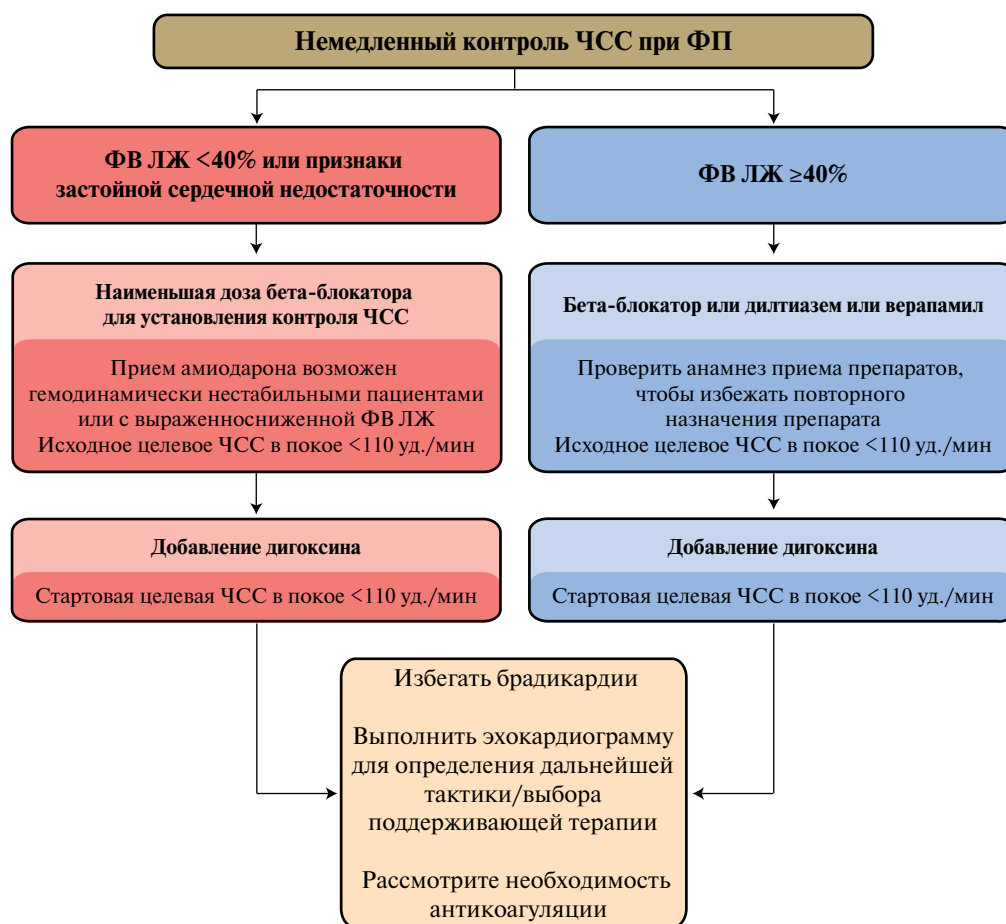 Немедленный контроль ЧСС при ФП
ФВ ЛЖ <40% или признаки
застойной сердечной недостаточности
ФВ ЛЖ ≥40%
Наименьшая доза бета-блокатора
для установления контроля ЧСС
Прием амиодарона возможен
гемодинамически нестабильными пациентами
или с выраженносниженной ФВ ЛЖ
Исходное целевое ЧСС в покое <110 уд./мин
Бета-блокатор или дилтиазем или верапамил
Проверить анамнез приема препаратов,
чтобы избежать повторного
назначения препарата
Исходное целевое ЧСС в покое <110 уд./мин
Добавление дигоксина
Стартовая целевая ЧСС в покое <110 уд./мин
Добавление дигоксина
Стартовая целевая ЧСС в покое <110 уд./мин
Избегать брадикардии
Выполнить эхокардиограмму
для определения дальнейшей
тактики/выбора
поддерживающей терапии
Рассмотрите необходимость
антикоагуляции